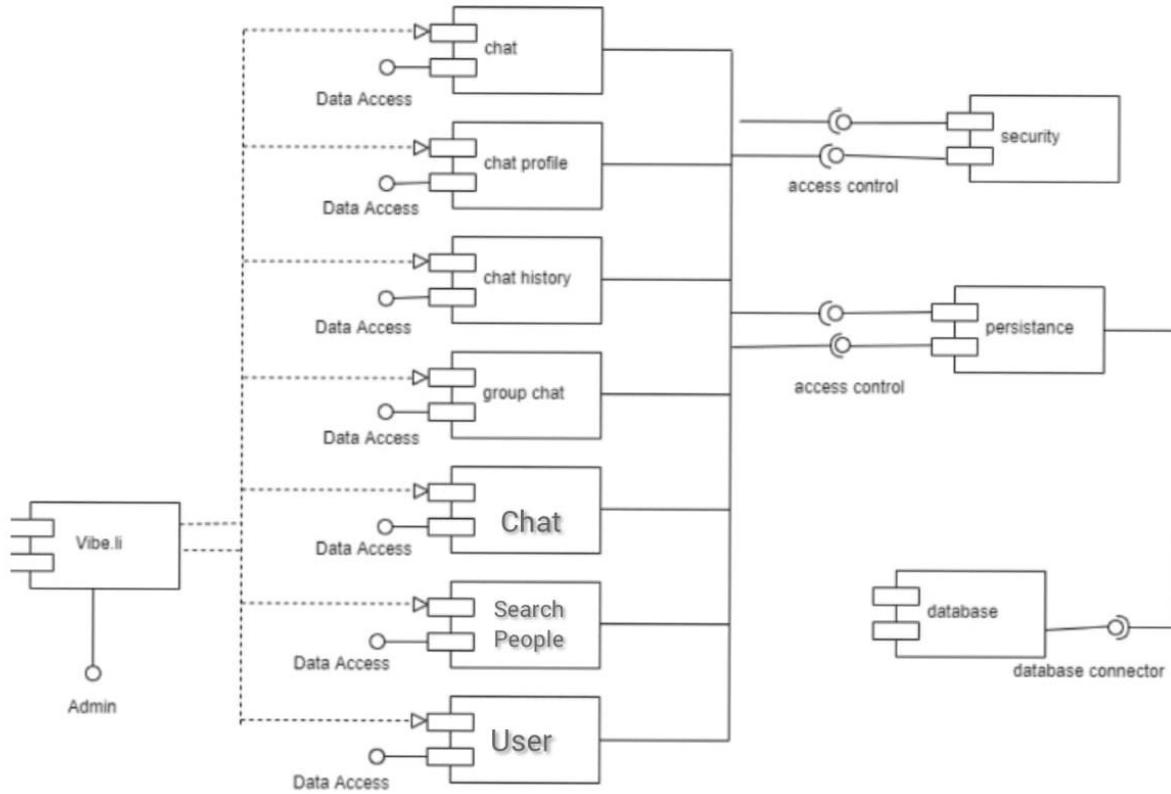 chat
Data Access
chat profile
Data Access
chat history
Data Access
group chat
Data Access
Chat
Data Access
Search
People
Data Access
User
Data Access
Vibe.li
Admin
security
access control
persistance
access control
database
database connector